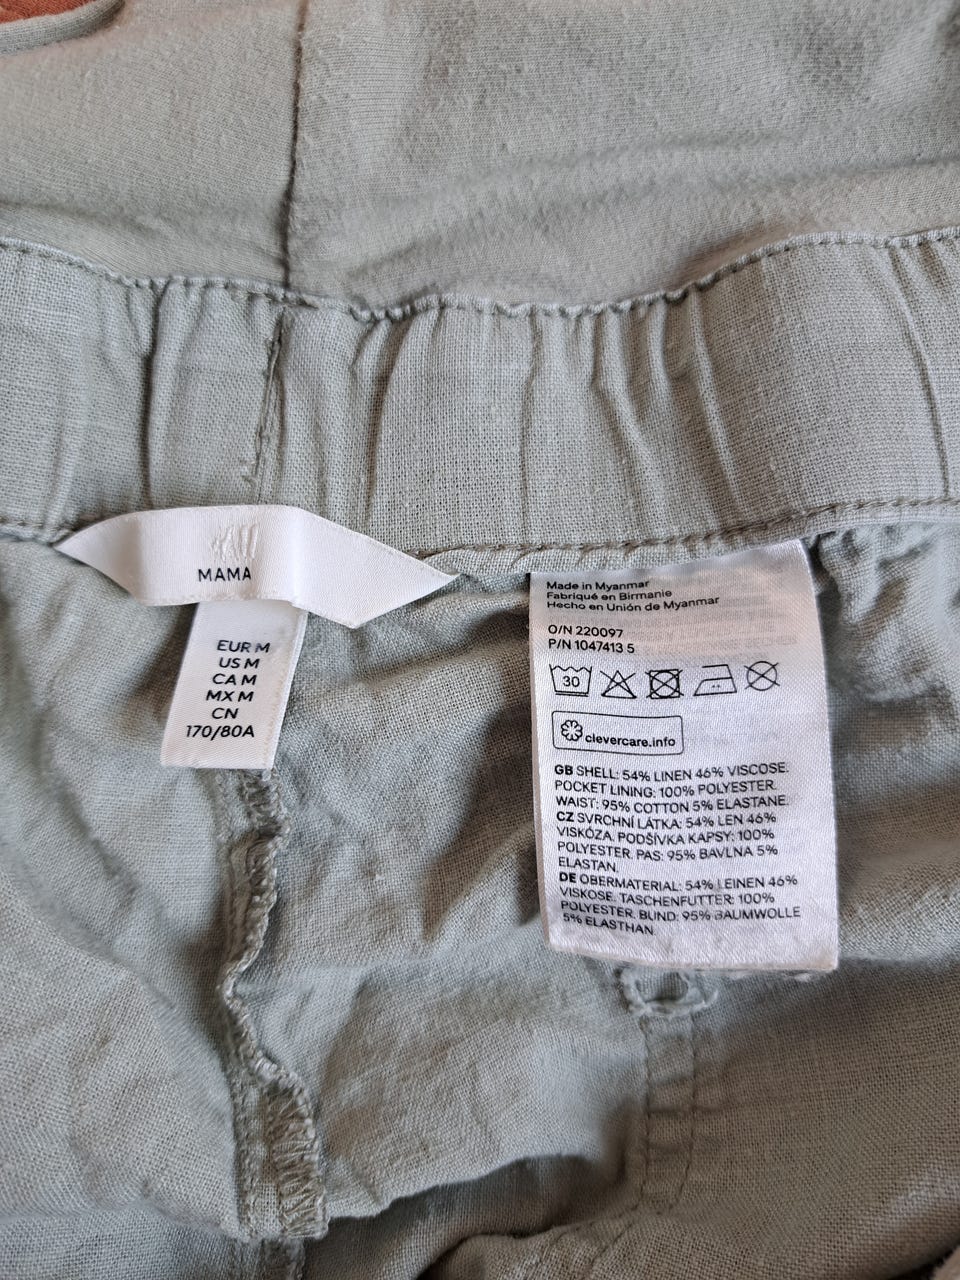 H&M
MAMA
EUR M
US M
CA M
MX M
CN
170/80A
Made in Myanmar
Fabriqué en Birmanie
Hecho en Unión de Myanmar
O/N 220097
P/N 1047413 5
30
clevercare.info
GB SHELL: 54% LINEN 46% VISCOSE.
POCKET LINING: 100% POLYESTER.
WAIST: 95% COTTON 5% ELASTANE.
CZ SVRCHNÍ LÁTKA: 54% LEN 46%
VISKÓZA. PODŠÍVKA KAPSY: 100%
POLYESTER. PAS: 95% BAVLNA 5%
ELASTAN.
DE OBERMATERIAL: 54% LEINEN 46%
VISKOSE. TASCHENFUTTER: 100%
POLYESTER. BUND: 95% BAUMWOLLE
5% ELASTHAN.